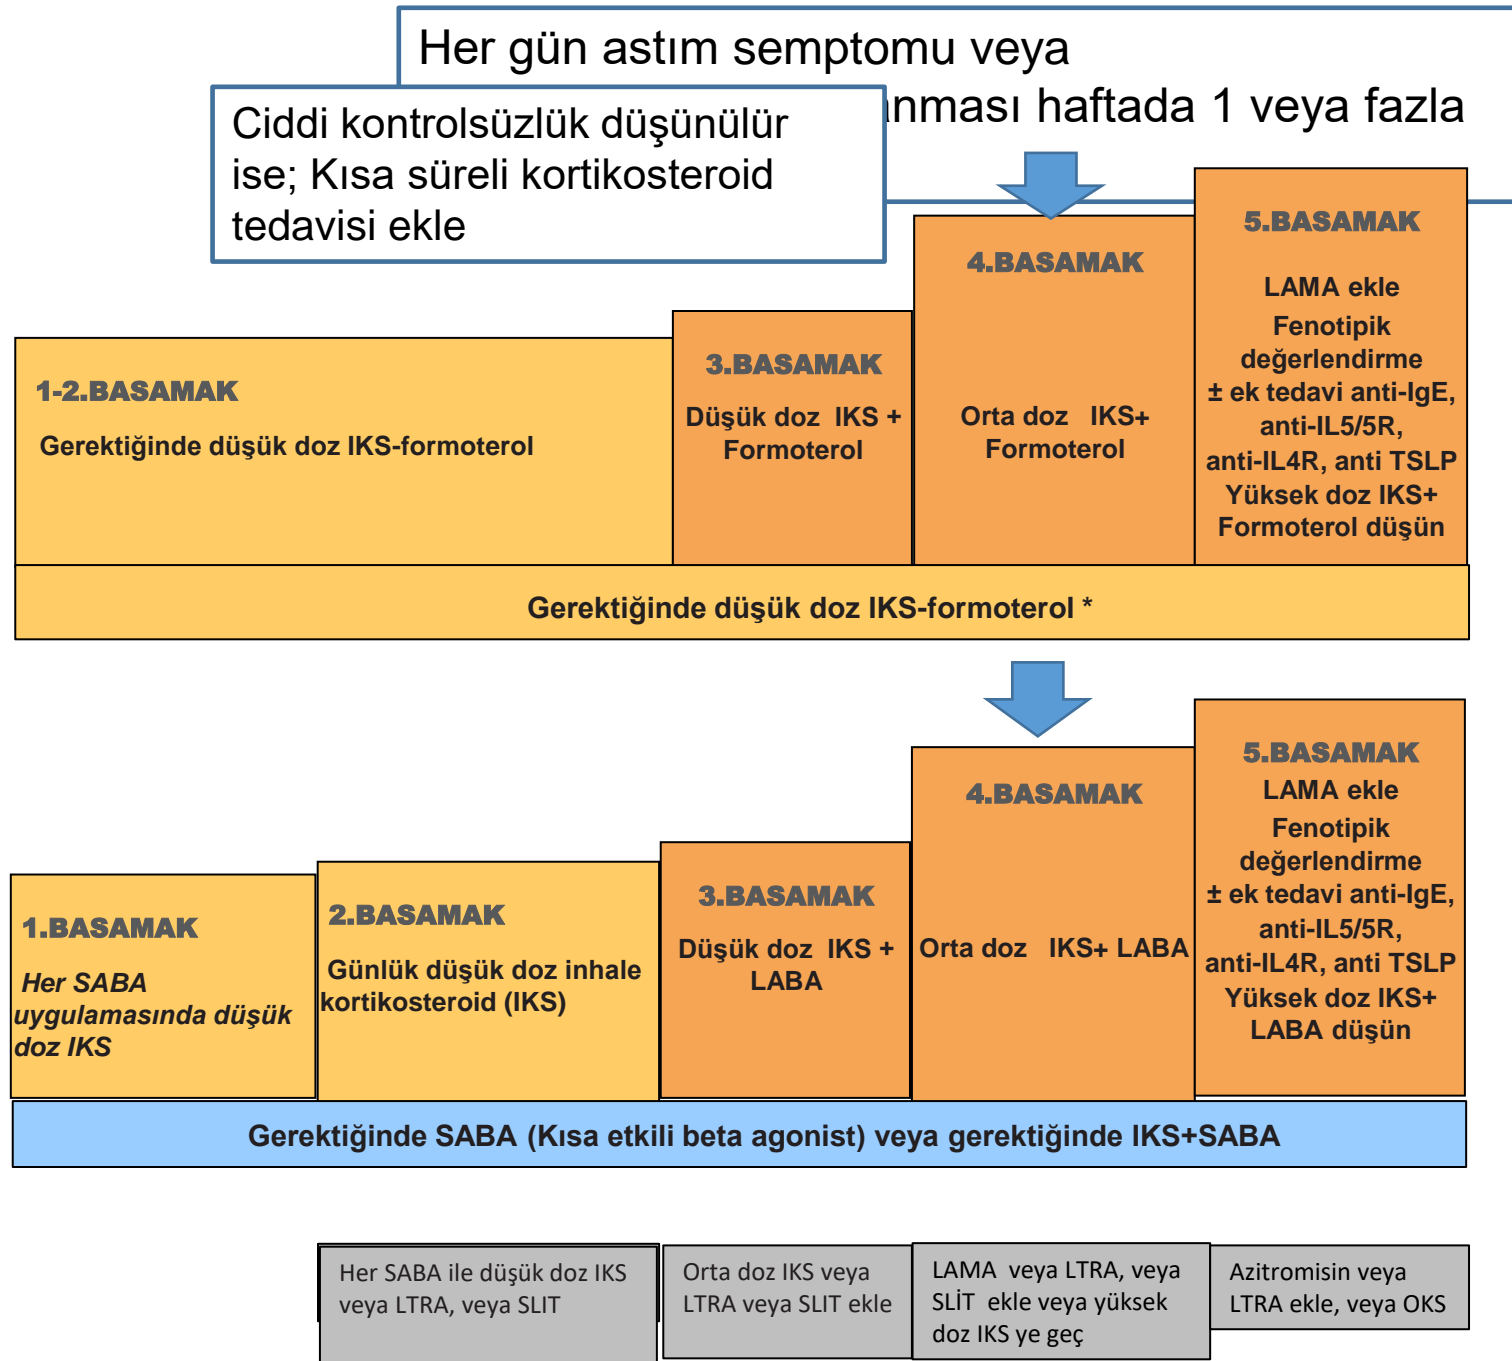 Her gün astım semptomu veya
anması haftada 1 veya fazla
Ciddi kontrolsüzlük düşünülür
ise; Kısa süreli kortikosteroid
tedavisi ekle
1-2.BASAMAK
Gerektiğinde düşük doz IKS-formoterol
3.BASAMAK
Düşük doz IKS +
Formoterol
4.BASAMAK
Orta doz IKS+
Formoterol
5.BASAMAK
LAMA ekle
Fenotipik
değerlendirme
± ek tedavi anti-IgE,
anti-IL5/5R,
anti-IL4R, anti TSLP
Yüksek doz IKS+
Formoterol düşün
Gerektiğinde düşük doz IKS-formoterol *
1.BASAMAK
Her SABA
uygulamasında düşük
doz IKS
2.BASAMAK
Günlük düşük doz inhale
kortikosteroid (IKS)
3.BASAMAK
Düşük doz IKS +
LABA
4.BASAMAK
Orta doz IKS+ LABA
5.BASAMAK
LAMA ekle
Fenotipik
değerlendirme
± ek tedavi anti-IgE,
anti-IL5/5R,
anti-IL4R, anti TSLP
Yüksek doz IKS+
LABA düşün
Gerektiğinde SABA (Kısa etkili beta agonist) veya gerektiğinde IKS+SABA
Her SABA ile düşük doz IKS
veya LTRA, veya SLIT
Orta doz IKS veya
LTRA veya SLIT ekle
LAMA veya LTRA, veya
SLİT ekle veya yüksek
doz IKS ye geç
Azitromisin veya
LTRA ekle, veya OKS